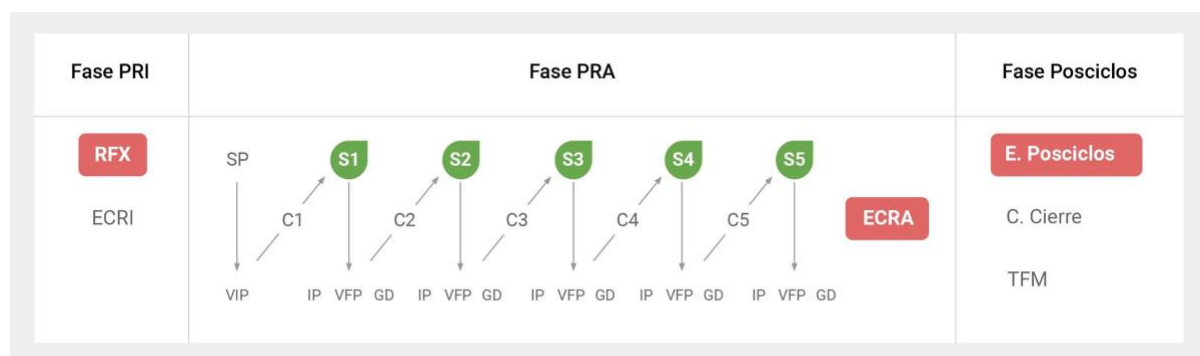 Fase PRI
Fase PRA
Fase Posciclos
RFX
ECRI
SP
S1
S2
S3
S4
S5
C1
C2
C3
C4
C5
ECRA
VIP
IP VFP GD
IP VFP GD
IP VFP GD
IP VFP GD
IP VFP GD
E. Posciclos
C. Cierre
TFM